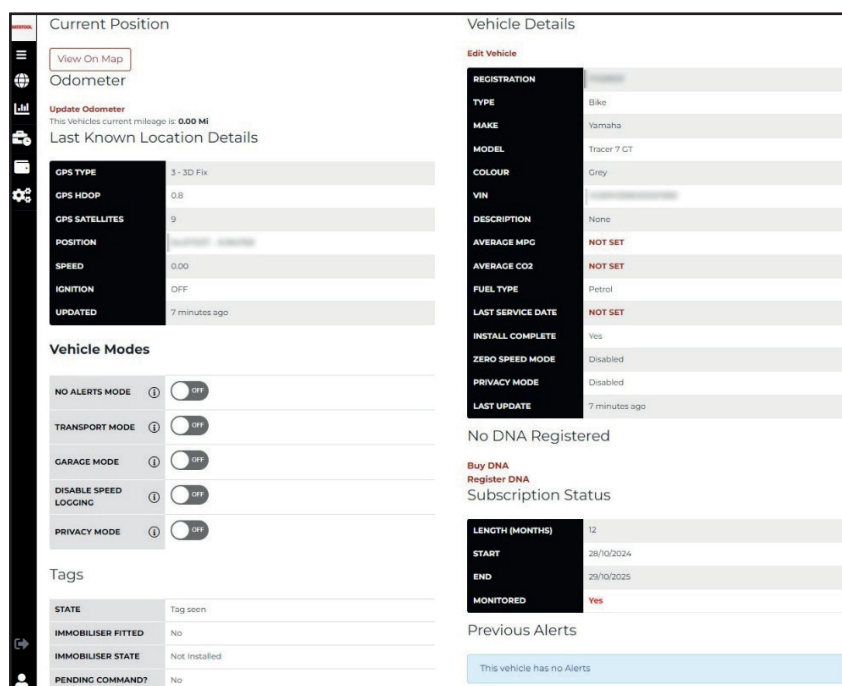 Current Position
View On Map
Odometer
Update Odometer
This Vehicles current mileage is: 0.00 Mi
Last Known Location Details
GPS TYPE 3 - 3D Fix
GPS HDOP 0.8
GPS SATELLITES 9
POSITION
SPEED 0.00
IGNITION OFF
UPDATED 7 minutes ago
Vehicle Modes
NO ALERTS MODE OFF
TRANSPORT MODE OFF
GARAGE MODE OFF
DISABLE SPEED
LOGGING OFF
PRIVACY MODE OFF
Tags
STATE Tag seen
IMMOBILISER FITTED No
IMMOBILISER STATE Not Installed
PENDING COMMAND? No
Vehicle Details
Edit Vehicle
REGISTRATION
TYPE Bike
MAKE Yamaha
MODEL Tracer 7 GT
COLOUR Grey
VIN
DESCRIPTION None
AVERAGE MPG NOT SET
AVERAGE CO2 NOT SET
FUEL TYPE Petrol
LAST SERVICE DATE NOT SET
INSTALL COMPLETE Yes
ZERO SPEED MODE Disabled
PRIVACY MODE Disabled
LAST UPDATE 7 minutes ago
No DNA Registered
Buy DNA
Register DNA
Subscription Status
LENGTH (MONTHS) 12
START 28/10/2024
END 29/10/2025
MONITORED Yes
Previous Alerts
This vehicle has no Alerts